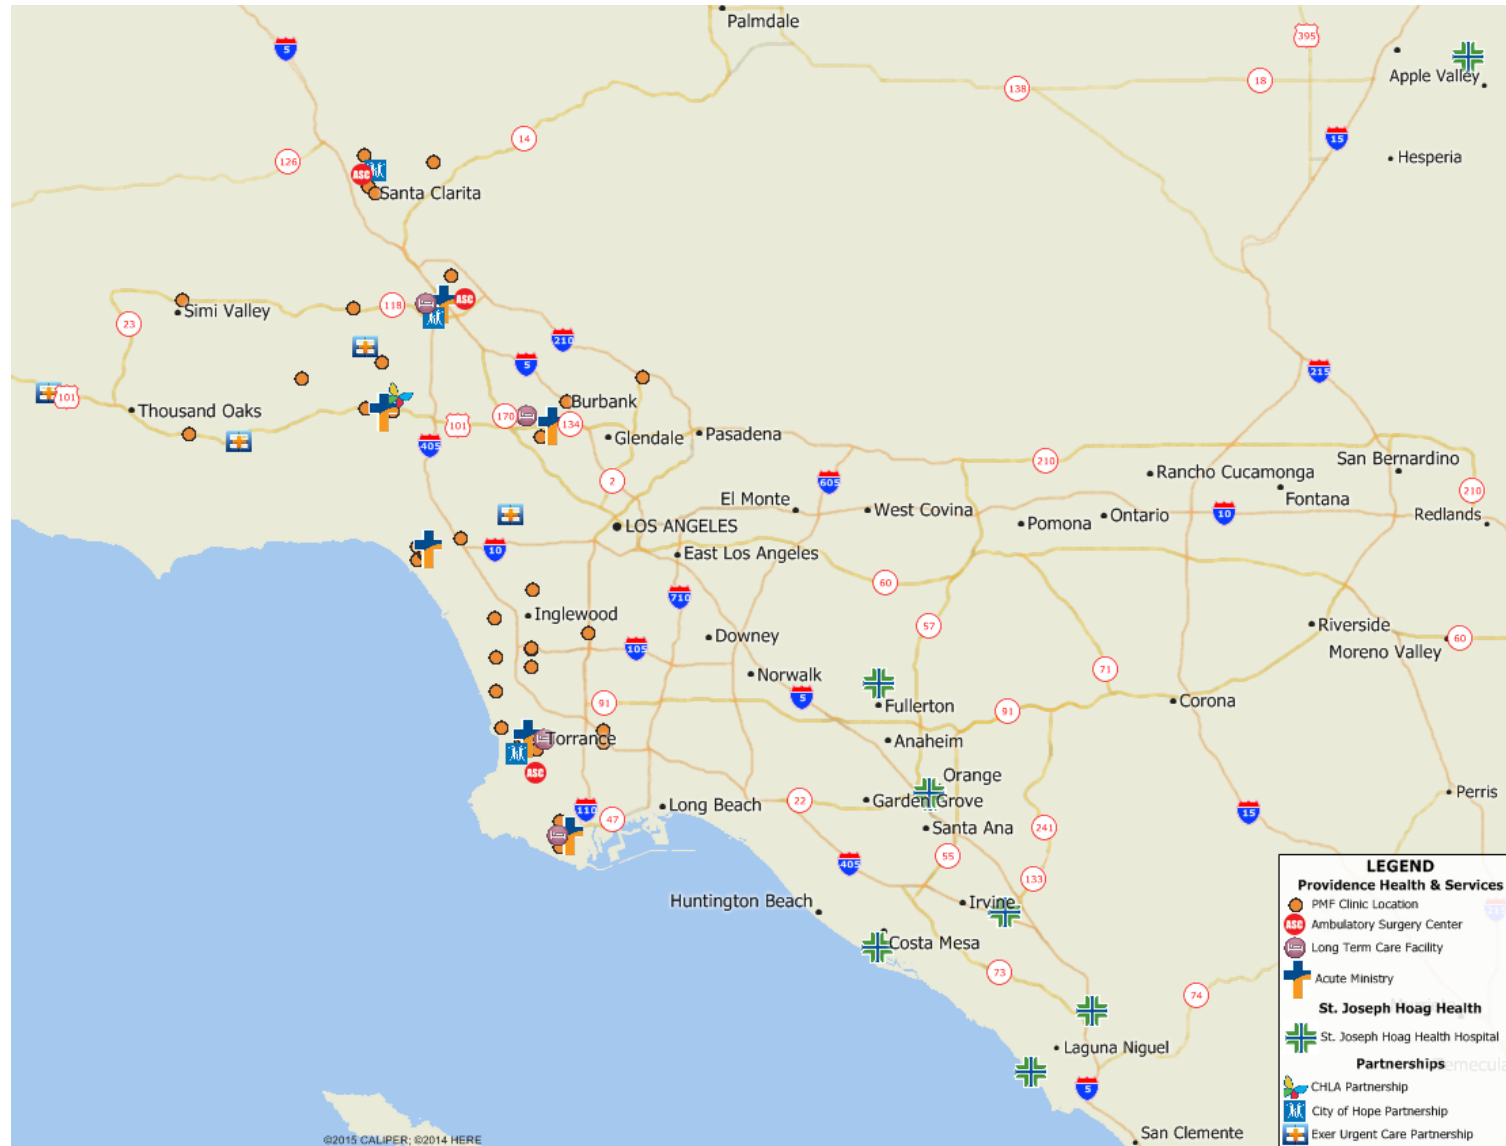 Palmdale
395
5
Apple Valley
18
138
14
15
126
Hesperia
Santa Clarita
ASC
ASC
118
Simi Valley
23
210
5
215
101
Thousand Oaks
Burbank
170
134
101
405
Glendale
Pasadena
210
San Bernardino
Rancho Cucamonga
2
605
210
El Monte
West Covina
Fontana
LOS ANGELES
Pomona
Ontario
10
Redlands
10
East Los Angeles
60
710
Inglewood
57
Riverside
Downey
60
105
Moreno Valley
Norwalk
71
5
91
Fullerton
91
Corona
Torrance
Anaheim
ASC
Orange
Perris
Long Beach
22
Garden Grove
110
47
15
Santa Ana
241
55
405
133
Huntington Beach
Irvine
Costa Mesa
73
74
Laguna Niguel
5
San Clemente
©2015 CALIPER; ©2014 HERE
LEGEND
Providence Health & Services
PMF Clinic Location
ASC Ambulatory Surgery Center
Long Term Care Facility
Acute Ministry
St. Joseph Hoag Health
St. Joseph Hoag Health Hospital
Partnerships
CHLA Partnership
City of Hope Partnership
Exer Urgent Care Partnership